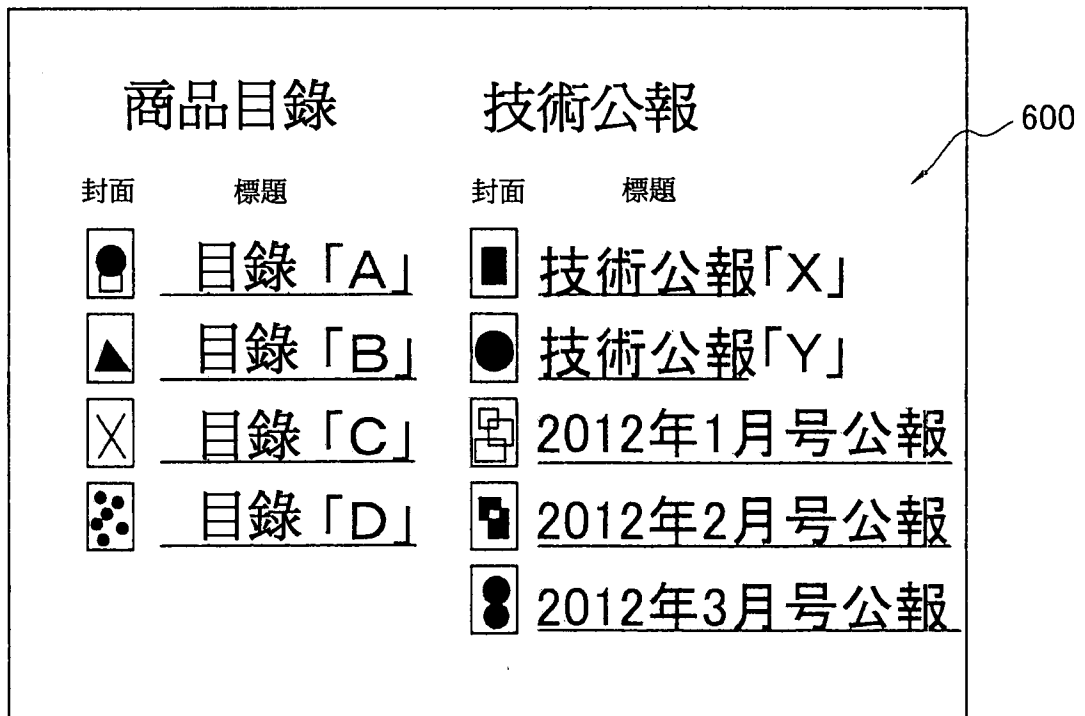 商品目錄 技術公報
600
封面 標題 封面 標題
目錄「A」 技術公報「X」
目錄「B」 技術公報「Y」
目錄「C」 2012年1月号公報
目錄「D」 2012年2月号公報
2012年3月号公報